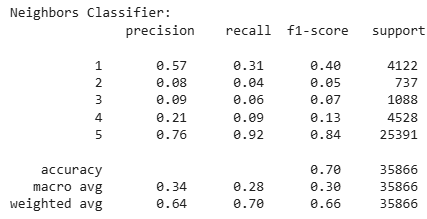 Neighbors Classifier:
precision recall f1-score support
1 0.57 0.31 0.40 4122
2 0.08 0.04 0.05 737
3 0.09 0.06 0.07 1088
4 0.21 0.09 0.13 4528
5 0.76 0.92 0.84 25391
accuracy 0.70 35866
macro avg 0.34 0.28 0.30 35866
weighted avg 0.64 0.70 0.66 35866